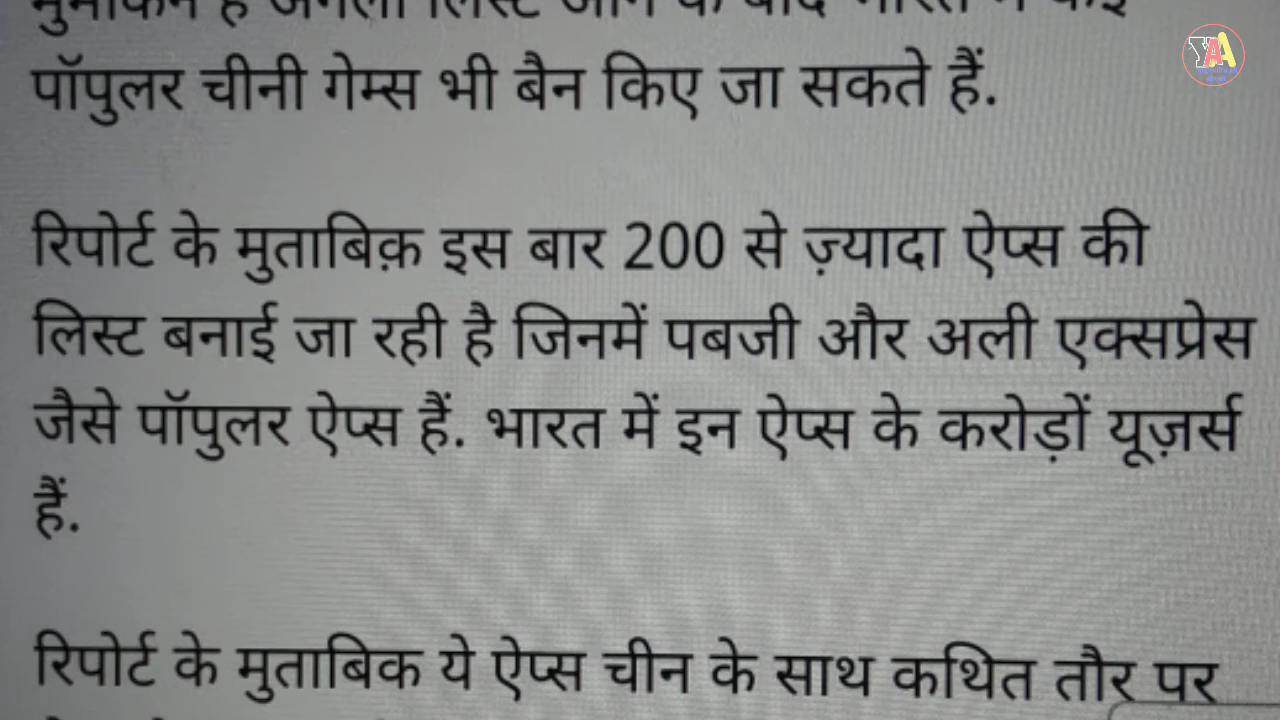 पॉपुलर चीनी गेम्स भी बैन किए जा सकते हैं.
रिपोर्ट के मुताबिक़ इस बार 200 से ज़्यादा ऐप्स की
लिस्ट बनाई जा रही है जिनमें पबजी और अली एक्सप्रेस
जैसे पॉपुलर ऐप्स हैं. भारत में इन ऐप्स के करोड़ों यूज़र्स
हैं.
रिपोर्ट के मुताबिक ये ऐप्स चीन के साथ कथित तौर पर
YAA